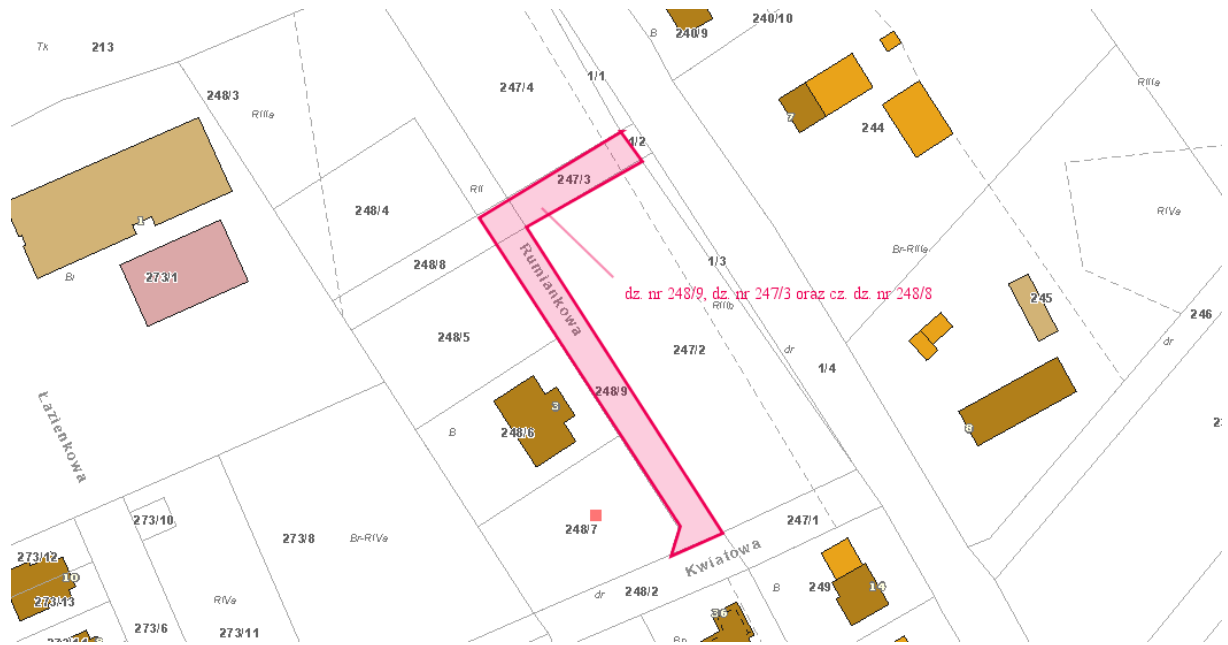 240/10
240/9
B
Tk
213
1/1
247/4
RIIIa
248/3
RIIIa
7
244
1/2
247/3
RII
248/4
RIVa
1
Br-RIIIa
Rumiankowa
1/3
248/8
Bi
273/1
dz. nr 248/9, dz. nr 247/3 oraz cz. dz. nr 248/8
RIIIb
245
246
248/5
247/2
dr
dr
1/4
248/9
Łazienkowa
3
B
248/6
8
273/10
247/1
248/7
273/8
Br-RIVa
Kwiatowa
273/12
10
273/13
dr
248/2
B
249
14
RIVa
36
273/6
273/11